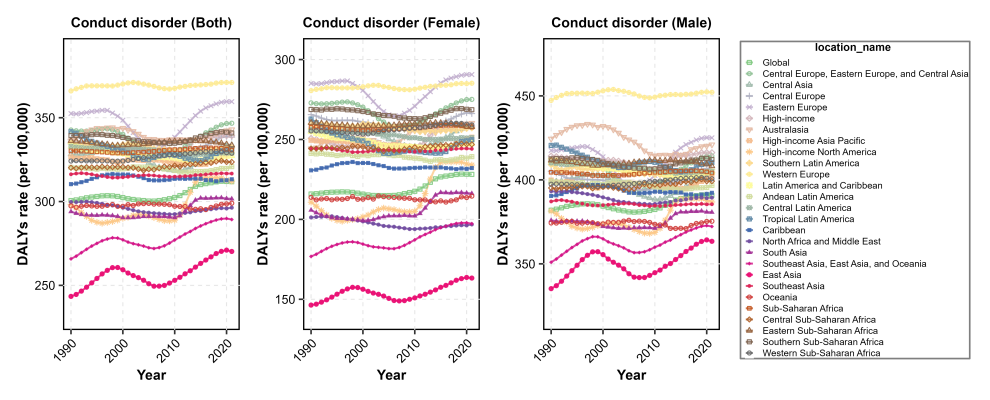 Conduct disorder (Both)
Conduct disorder (Female)
Conduct disorder (Male)
DALYs rate (per 100,000)
350
300
250
1990
2000
2010
2020
Year
DALYs rate (per 100,000)
300
250
200
150
1990
2000
2010
2020
Year
DALYs rate (per 100,000)
450
400
350
1990
2000
2010
2020
Year
location_name
Global
Central Europe, Eastern Europe, and Central Asia
Central Asia
Central Europe
Eastern Europe
High-income
Australasia
High-income Asia Pacific
High-income North America
Southern Latin America
Western Europe
Latin America and Caribbean
Andean Latin America
Central Latin America
Tropical Latin America
Caribbean
North Africa and Middle East
South Asia
Southeast Asia, East Asia, and Oceania
East Asia
Southeast Asia
Oceania
Sub-Saharan Africa
Central Sub-Saharan Africa
Eastern Sub-Saharan Africa
Southern Sub-Saharan Africa
Western Sub-Saharan Africa